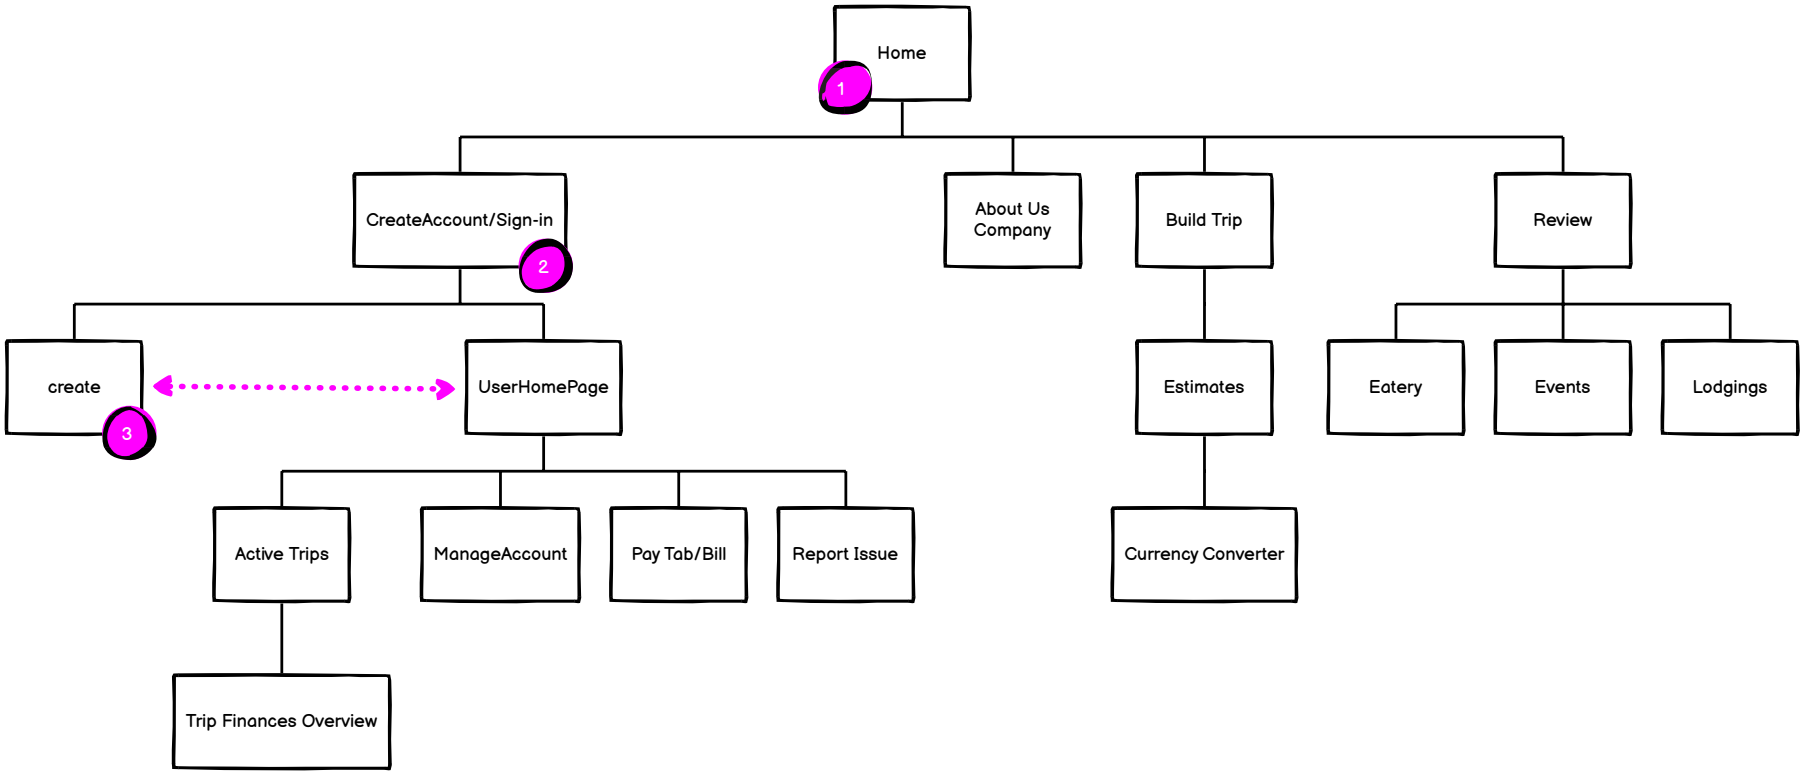 Home
1
CreateAccount/Sign-in
2
About Us
Company
Build Trip
Review
create
3
UserHomePage
Estimates
Eatery
Events
Lodgings
Active Trips
ManageAccount
Pay Tab/Bill
Report Issue
Currency Converter
Trip Finances Overview